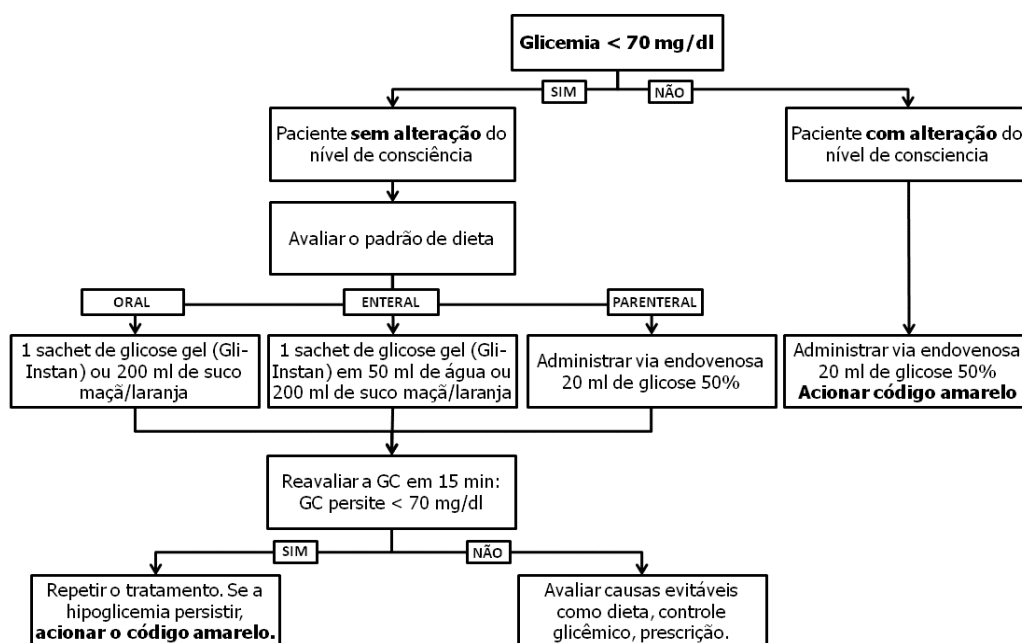 Glicemia < 70 mg/dl
SIM
NÃO
Paciente sem alteração do
nível de consciência
Paciente com alteração do
nível de consciencia
Avaliar o padrão de dieta
ORAL
ENTERAL
PARENTERAL
1 sachet de glicose gel (Gli-
Instan) ou 200 ml de suco
maçã/laranja
1 sachet de glicose gel (Gli-
Instan) em 50 ml de água ou
200 ml de suco maçã/laranja
Administrar via endovenosa
20 ml de glicose 50%
Administrar via endovenosa
20 ml de glicose 50%
Acionar código amarelo
Reavaliar a GC em 15 min:
GC persite < 70 mg/dl
SIM
NÃO
Repetir o tratamento. Se a
hipoglicemia persistir,
acionar o código amarelo.
Avaliar causas evitáveis
como dieta, controle
glicêmico, prescrição.